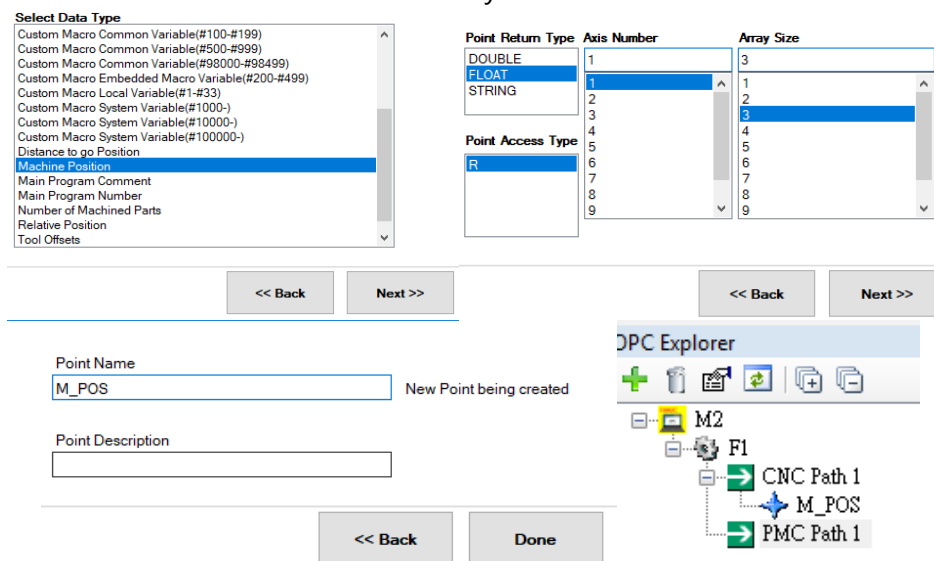 Select Data Type
Custom Macro Common Variable(#100-#199)
Custom Macro Common Variable(#500-#999)
Custom Macro Common Variable(#98000-#98499)
Custom Macro Embedded Macro Variable(#200-#499)
Custom Macro Local Variable(#1-#33)
Custom Macro System Variable(#1000-)
Custom Macro System Variable(#10000-)
Custom Macro System Variable(#100000-)
Distance to go Position
Machine Position
Main Program Comment
Main Program Number
Number of Machined Parts
Relative Position
Tool Offsets
<< Back
Next >>
Point Return Type
DOUBLE
FLOAT
STRING
Point Access Type
R
Axis Number
1
1
2
3
4
5
6
7
8
9
Array Size
3
1
2
3
4
5
6
7
8
9
<< Back
Next >>
Point Name
M_POS
New Point being created
Point Description
<< Back
Done
OPC Explorer
M2
F1
CNC Path 1
M_POS
PMC Path 1